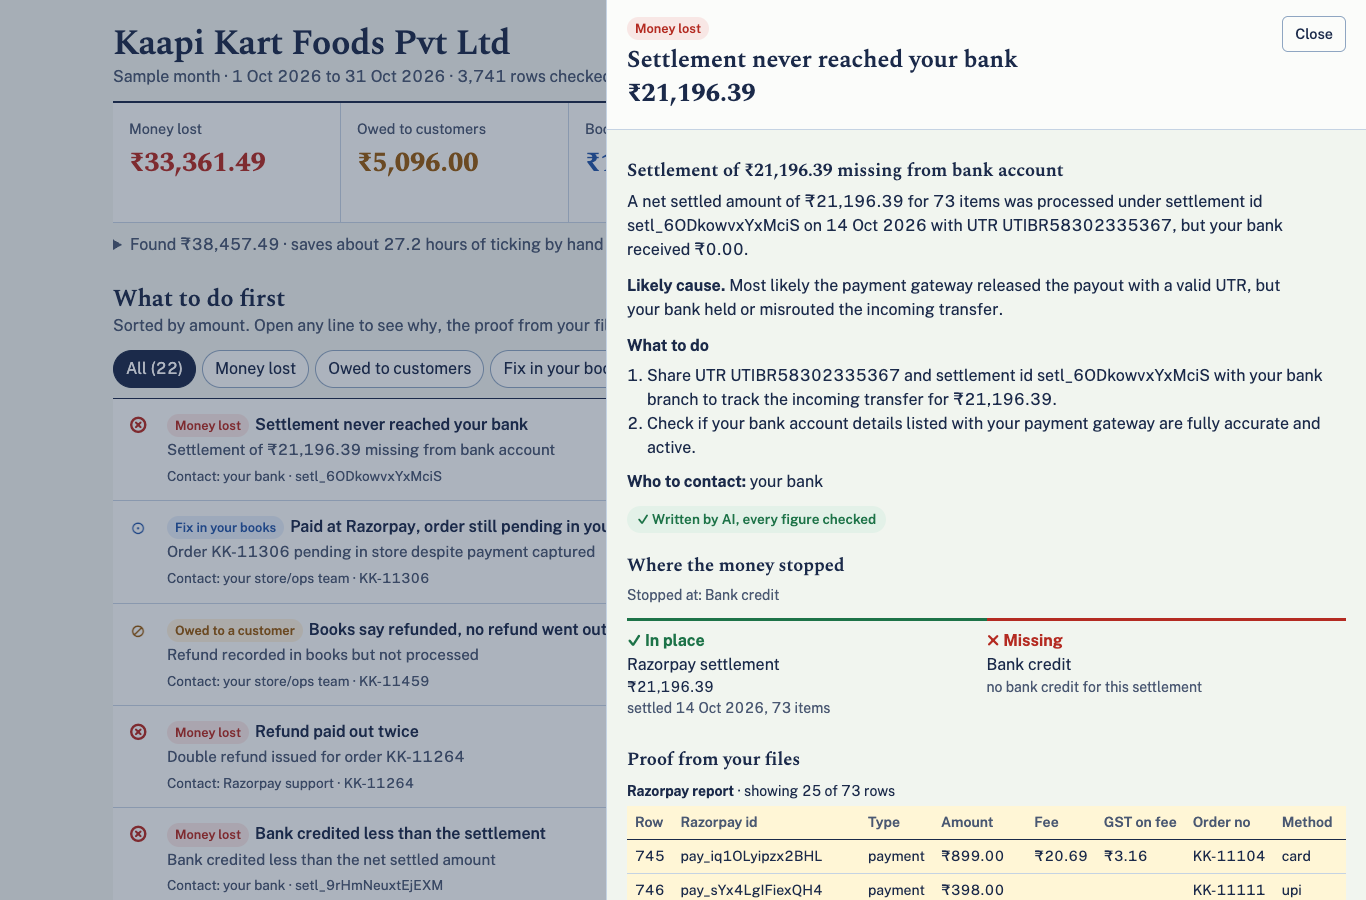 Kaapi Kart Foods Pvt Ltd
Sample month · 1 Oct 2026 to 31 Oct 2026 · 3,741 rows checked
Money lost
₹33,361.49
Owed to customers
₹5,096.00
Found ₹38,457.49 · saves about 27.2 hours of ticking by hand
What to do first
Sorted by amount. Open any line to see why, the proof from your
All (22)
Money lost
Owed to customers
Fix in your
Money lost Settlement never reached your bank
Settlement of ₹21,196.39 missing from bank account
Contact: your bank · setl_6ODkowvxYxMciS
Fix in your books Paid at Razorpay, order still pending in
Order KK-11306 pending in store despite payment captured
Contact: your store/ops team · KK-11306
Owed to a customer Books say refunded, no refund went out
Refund recorded in books but not processed
Contact: your store/ops team · KK-11459
Money lost Refund paid out twice
Double refund issued for order KK-11264
Contact: Razorpay support · KK-11264
Money lost Bank credited less than the settlement
Bank credited less than the net settled amount
Contact: your bank · setl_9rHmNeuxtEjEXM
Money lost
Close
Settlement never reached your bank
₹21,196.39
Settlement of ₹21,196.39 missing from bank account
A net settled amount of ₹21,196.39 for 73 items was processed under settlement id
setl_6ODkowvxYxMciS on 14 Oct 2026 with UTR UTIBR58302335367, but your bank
received ₹0.00.
Likely cause. Most likely the payment gateway released the payout with a valid UTR, but
your bank held or misrouted the incoming transfer.
What to do
1. Share UTR UTIBR58302335367 and settlement id setl_6ODkowvxYxMciS with your bank
branch to track the incoming transfer for ₹21,196.39.
2. Check if your bank account details listed with your payment gateway are fully accurate and
active.
Who to contact: your bank
✓ Written by AI, every figure checked
Where the money stopped
Stopped at: Bank credit
✓ In place
Razorpay settlement
₹21,196.39
settled 14 Oct 2026, 73 items
✕ Missing
Bank credit
no bank credit for this settlement
Proof from your files
Razorpay report · showing 25 of 73 rows
Row Razorpay id Type Amount Fee GST on fee Order no Method
745 pay_iq1OLyipzx2BHL payment ₹899.00 ₹20.69 ₹3.16 KK-11104 card
746 pay_sYx4LglFiexQH4 payment ₹398.00 KK-11111 upi